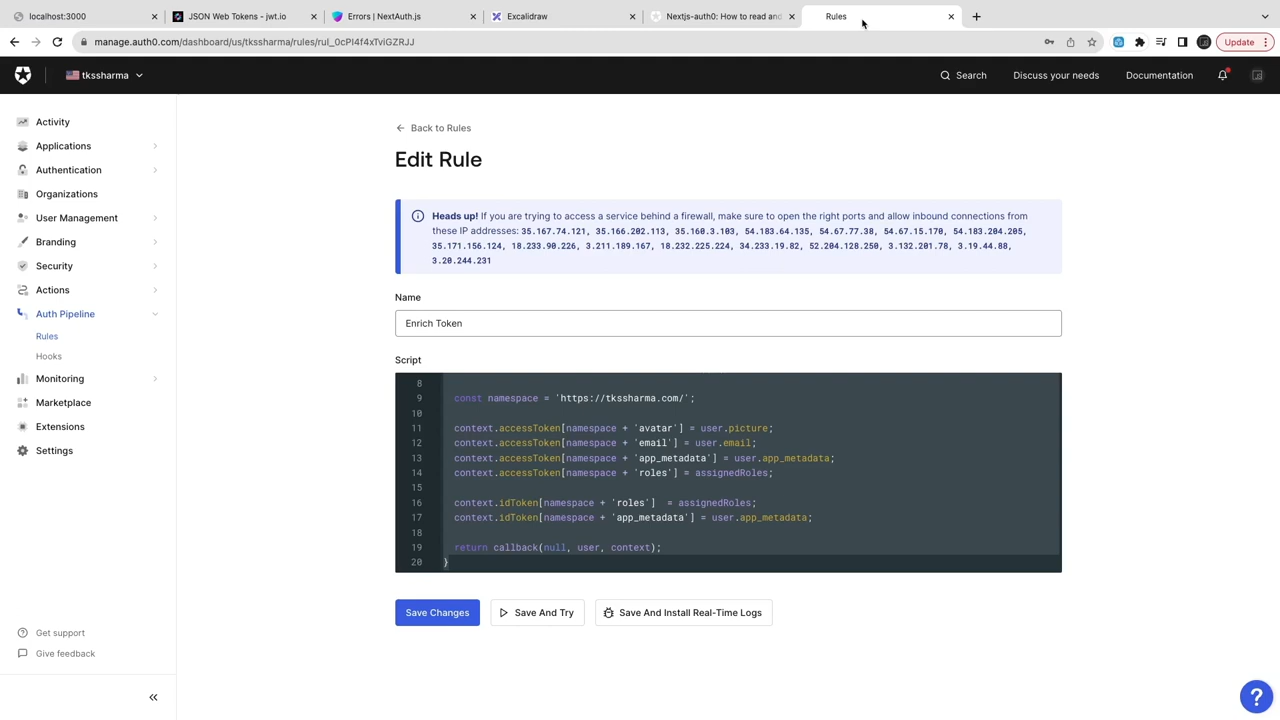 localhost:3000
JSON Web Tokens - jwt.io
Errors | NextAuth.js
Excalidraw
Nextjs-auth0: How to read and
Rules
manage.auth0.com/dashboard/us/tkssharma/rules/rul_0cPI4f4xTviGZRJJ
Update
tkssharma
Search
Discuss your needs
Documentation
Activity
Applications
Authentication
Organizations
User Management
Branding
Security
Actions
Auth Pipeline
Rules
Hooks
Monitoring
Marketplace
Extensions
Settings
Get support
Give feedback
Back to Rules
Edit Rule
Heads up! If you are trying to access a service behind a firewall, make sure to open the right ports and allow inbound connections from
these IP addresses: 35.167.74.121, 35.166.202.113, 35.160.3.103, 54.183.64.135, 54.67.77.38, 54.67.15.170, 54.183.204.205,
35.171.156.124, 18.233.90.226, 3.211.189.167, 18.232.225.224, 34.233.19.82, 52.204.128.250, 3.132.201.78, 3.19.44.88,
3.20.244.231
Name
Enrich Token
Script
8
9 const namespace = 'https://tkssharma.com/';
10
11 context.accessToken[namespace + 'avatar'] = user.picture;
12 context.accessToken[namespace + 'email'] = user.email;
13 context.accessToken[namespace + 'app_metadata'] = user.app_metadata;
14 context.accessToken[namespace + 'roles'] = assignedRoles;
15
16 context.idToken[namespace + 'roles']  = assignedRoles;
17 context.idToken[namespace + 'app_metadata'] = user.app_metadata;
18
19 return callback(null, user, context);
20 }
Save Changes
Save And Try
Save And Install Real-Time Logs
?